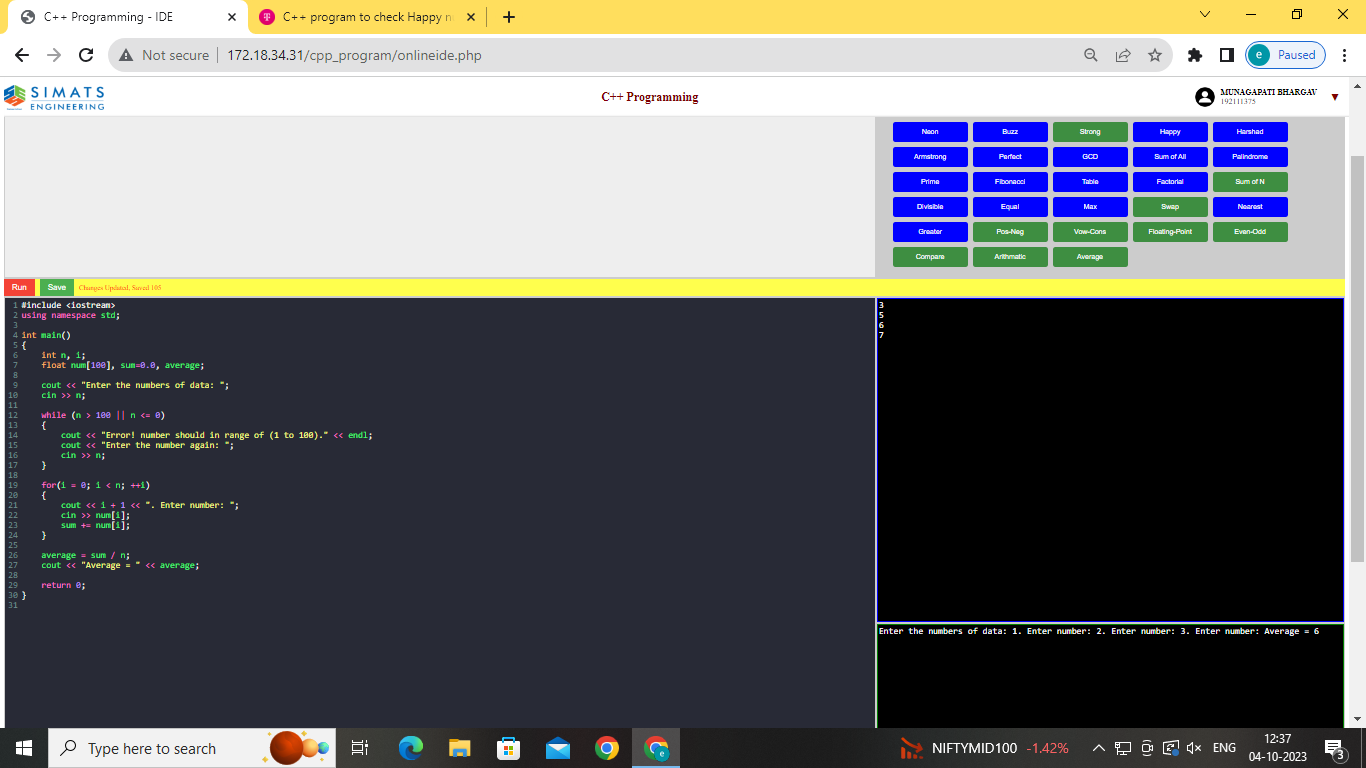 C++ Programming - IDE
C++ program to check Happy n
Not secure
172.18.34.31/cpp_program/onlineide.php
e Paused
SIMATS
ENGINEERING
C++ Programming
MUNAGAPATI BHARGAV
192111375
Neon Buzz Strong Happy Harshad
Armstrong Perfect GCD Sum of All Palindrome
Prime Fibonacci Table Factorial Sum of N
Divisible Equal Max Swap Nearest
Greater Pos-Neg Vow-Cons Floating-Point Even-Odd
Compare Arithmatic Average
Run Save Changes Updated, Saved 105
1 #include <iostream>
2 using namespace std;
3
4 int main()
5 {
6 int n, i;
7 float num[100], sum=0.0, average;
8
9 cout << "Enter the numbers of data: ";
10 cin >> n;
11
12 while (n > 100 || n <= 0)
13 {
14 cout << "Error! number should in range of (1 to 100)." << endl;
15 cout << "Enter the number again: ";
16 cin >> n;
17 }
18
19 for(i = 0; i < n; ++i)
20 {
21 cout << i + 1 << ". Enter number: ";
22 cin >> num[i];
23 sum += num[i];
24 }
25
26 average = sum / n;
27 cout << "Average = " << average;
28
29 return 0;
30 }
31
3
5
6
7
Enter the numbers of data: 1. Enter number: 2. Enter number: 3. Enter number: Average = 6
Type here to search
NIFTYMID100 -1.42%
ENG
12:37
04-10-2023
3